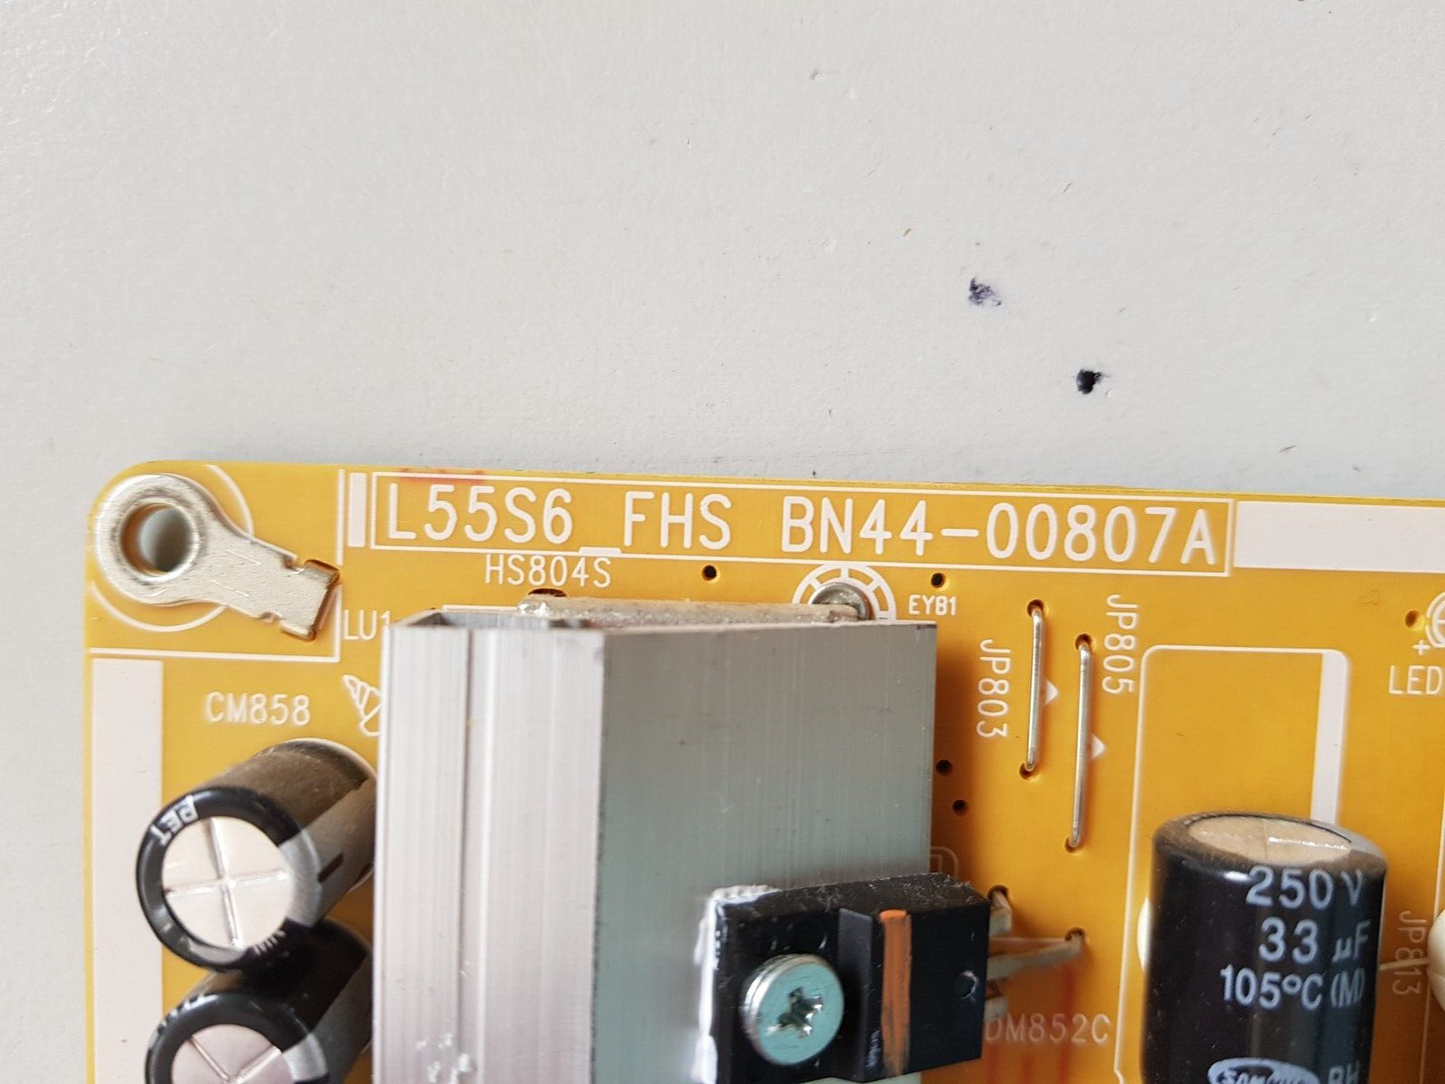 L55S6_FHS BN44-00807A
HS804S
EYB1
LU1
JP803
JP805
CM858
LED
PET
250V
33 µF
105°C (M)
JP813
DM852C